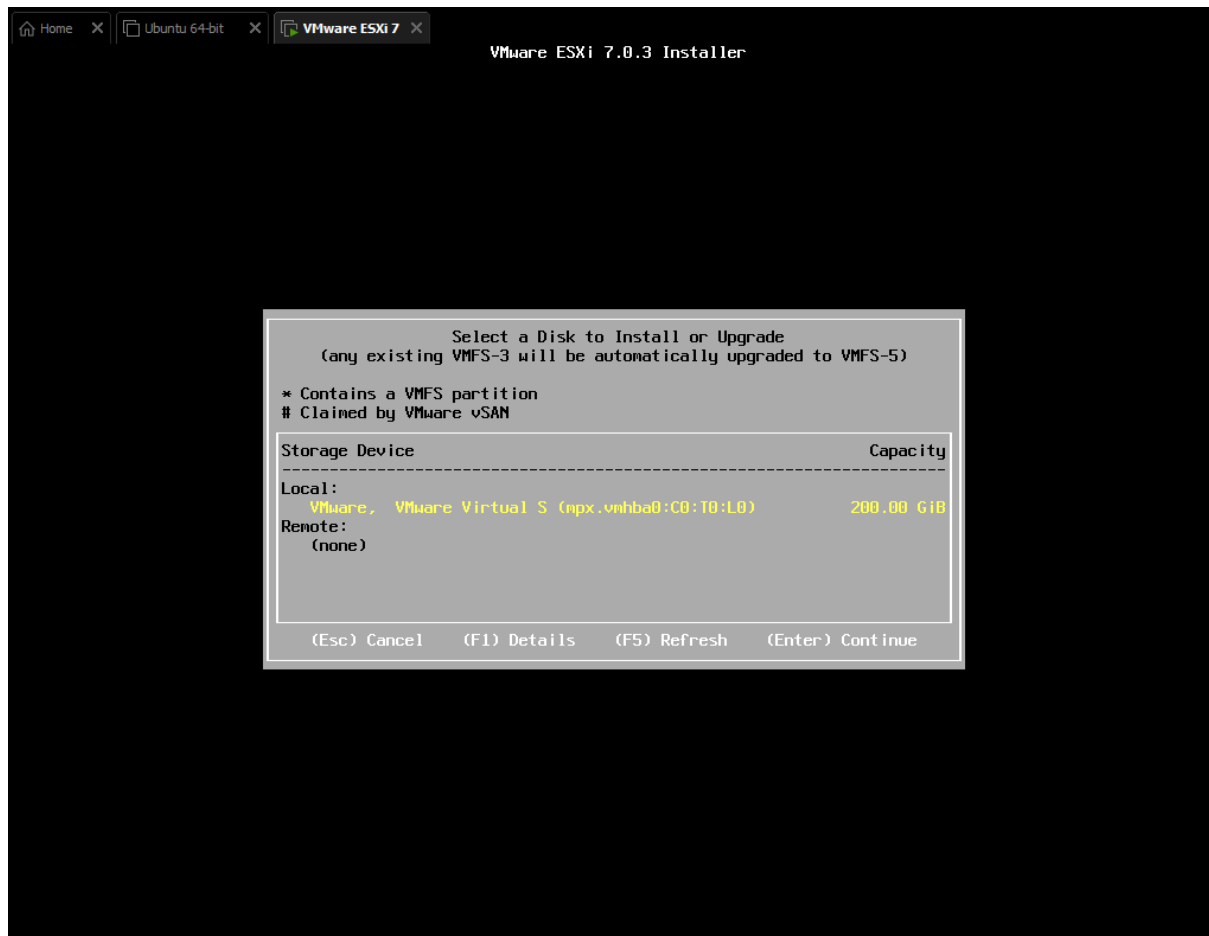 Home
Ubuntu 64-bit
VMware ESXi 7
VMware ESXi 7.0.3 Installer
Select a Disk to Install or Upgrade
(any existing VMFS-3 will be automatically upgraded to VMFS-5)
* Contains a VMFS partition
# Claimed by VMware vSAN
Storage Device Capacity
--------------------------------------------------------------------------------
Local:
VMware, VMware Virtual S (mpx.vmhba0:C0:T0:L0) 200.00 GiB
Remote:
(none)
(Esc) Cancel (F1) Details (F5) Refresh (Enter) Continue